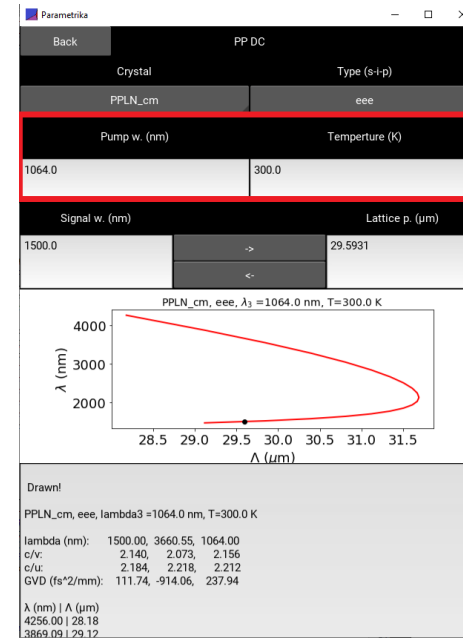 Parametrika
Back PP DC
Crystal Type (s-i-p)
PPLN_cm eee
Pump w. (nm) Temperture (K)
1064.0 300.0
Signal w. (nm) Lattice p. (μm)
1500.0 -> 29.5931
<-
PPLN_cm, eee, λ3 =1064.0 nm, T=300.0 K
λ (nm)
4000
3000
2000
28.5 29.0 29.5 30.0 30.5 31.0 31.5
Λ (μm)
Drawn!
PPLN_cm, eee, lambda3 =1064.0 nm, T=300.0 K
lambda (nm): 1500.00, 3660.55, 1064.00
c/v: 2.140, 2.073, 2.156
c/u: 2.184, 2.218, 2.212
GVD (fs^2/mm): 111.74, -914.06, 237.94
λ (nm) | Λ (μm)
4256.00 | 28.18
3869.09 | 29.12